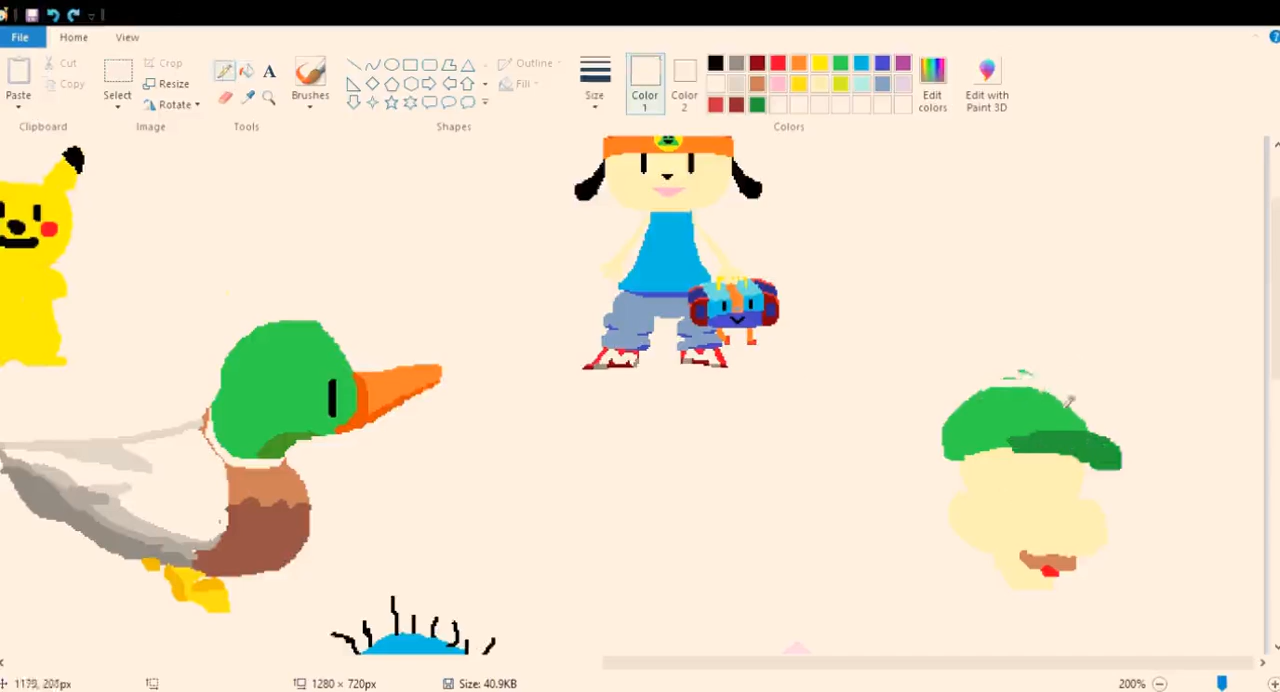 File Home View
Cut
Copy
Paste
Clipboard
Select
Crop
Resize
Rotate
Image
A
Tools
Brushes
Outline
Fill
Shapes
Size
Color 1
Color 2
Colors
Edit colors
Edit with Paint 3D
1280 × 720px
Size: 40.9KB
200%